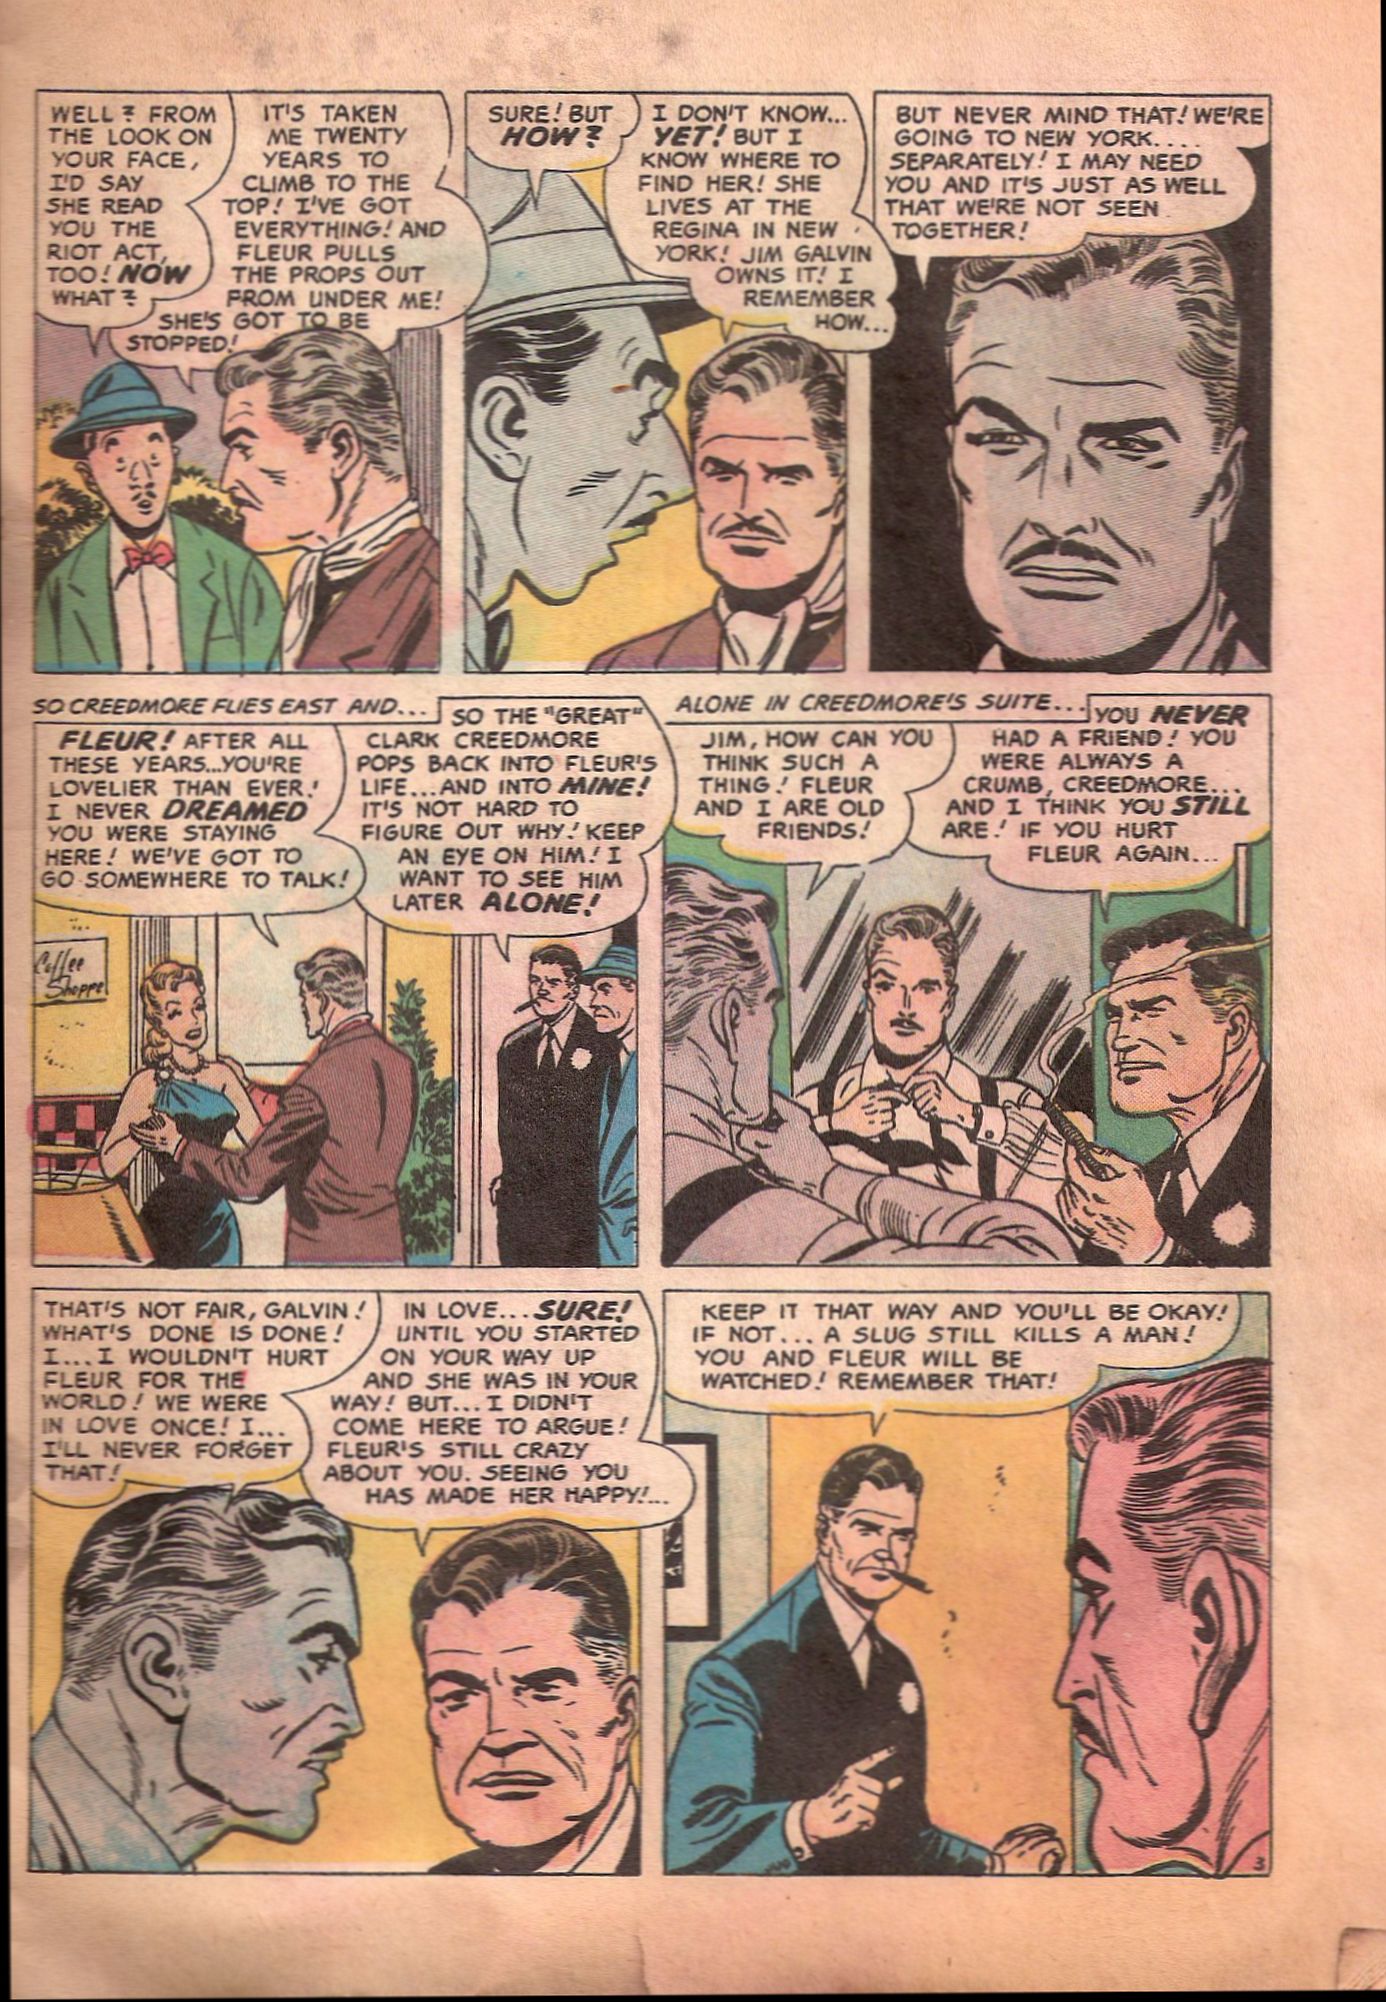 WELL? FROM
THE LOOK ON
YOUR FACE,
I'D SAY
SHE READ
YOU THE
RIOT ACT,
TOO! NOW
WHAT?
IT'S TAKEN
ME TWENTY
YEARS TO
CLIMB TO THE
TOP! I'VE GOT
EVERYTHING! AND
FLEUR PULLS
THE PROPS OUT
FROM UNDER ME!
SHE'S GOT TO BE
STOPPED!
SURE! BUT
HOW?
I DON'T KNOW...
YET! BUT I
KNOW WHERE TO
FIND HER! SHE
LIVES AT THE
REGINA IN NEW
YORK! JIM GALVIN
OWNS IT! I
REMEMBER
HOW...
BUT NEVER MIND THAT! WE'RE
GOING TO NEW YORK....
SEPARATELY! I MAY NEED
YOU AND IT'S JUST AS WELL
THAT WE'RE NOT SEEN
TOGETHER!
SO CREEDMORE FLIES EAST AND...
FLEUR! AFTER ALL
THESE YEARS...YOU'RE
LOVELIER THAN EVER!
I NEVER DREAMED
YOU WERE STAYING
HERE! WE'VE GOT TO
GO SOMEWHERE TO TALK!
SO THE "GREAT"
CLARK CREEDMORE
POPS BACK INTO FLEUR'S
LIFE...AND INTO MINE!
IT'S NOT HARD TO
FIGURE OUT WHY! KEEP
AN EYE ON HIM! I
WANT TO SEE HIM
LATER ALONE!
Coffee
Shoppe
ALONE IN CREEDMORE'S SUITE...
JIM, HOW CAN YOU
THINK SUCH A
THING! FLEUR
AND I ARE OLD
FRIENDS!
YOU NEVER
HAD A FRIEND! YOU
WERE ALWAYS A
CRUMB, CREEDMORE...
AND I THINK YOU STILL
ARE! IF YOU HURT
FLEUR AGAIN...
THAT'S NOT FAIR, GALVIN!
WHAT'S DONE IS DONE!
I...I WOULDN'T HURT
FLEUR FOR THE
WORLD! WE WERE
IN LOVE ONCE! I...
I'LL NEVER FORGET
THAT!
IN LOVE... SURE!
UNTIL YOU STARTED
ON YOUR WAY UP
AND SHE WAS IN YOUR
WAY! BUT...I DIDN'T
COME HERE TO ARGUE!
FLEUR'S STILL CRAZY
ABOUT YOU. SEEING YOU
HAS MADE HER HAPPY!...
KEEP IT THAT WAY AND YOU'LL BE OKAY!
IF NOT... A SLUG STILL KILLS A MAN!
YOU AND FLEUR WILL BE
WATCHED! REMEMBER THAT!
3